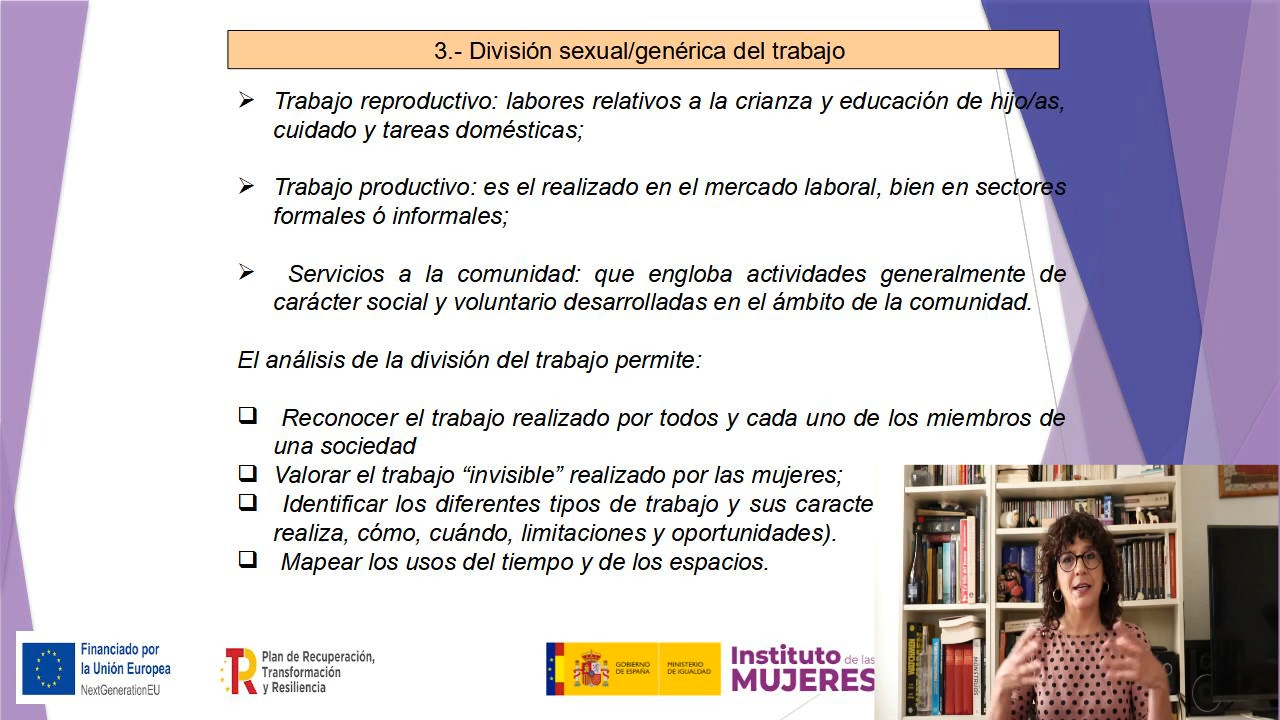 3.- División sexual/genérica del trabajo
Trabajo reproductivo: labores relativos a la crianza y educación de hijo/as,
cuidado y tareas domésticas;
Trabajo productivo: es el realizado en el mercado laboral, bien en sectores
formales ó informales;
Servicios a la comunidad: que engloba actividades generalmente de
carácter social y voluntario desarrolladas en el ámbito de la comunidad.
El análisis de la división del trabajo permite:
Reconocer el trabajo realizado por todos y cada uno de los miembros de
una sociedad
Valorar el trabajo “invisible” realizado por las mujeres;
Identificar los diferentes tipos de trabajo y sus caracte
realiza, cómo, cuándo, limitaciones y oportunidades).
Mapear los usos del tiempo y de los espacios.
Financiado por
la Unión Europea
NextGenerationEU
Plan de Recuperación,
Transformación
y Resiliencia
GOBIERNO
DE ESPAÑA
MINISTERIO
DE IGUALDAD
Instituto de las
MUJERES
WATCHMEN
MONSTRUOS